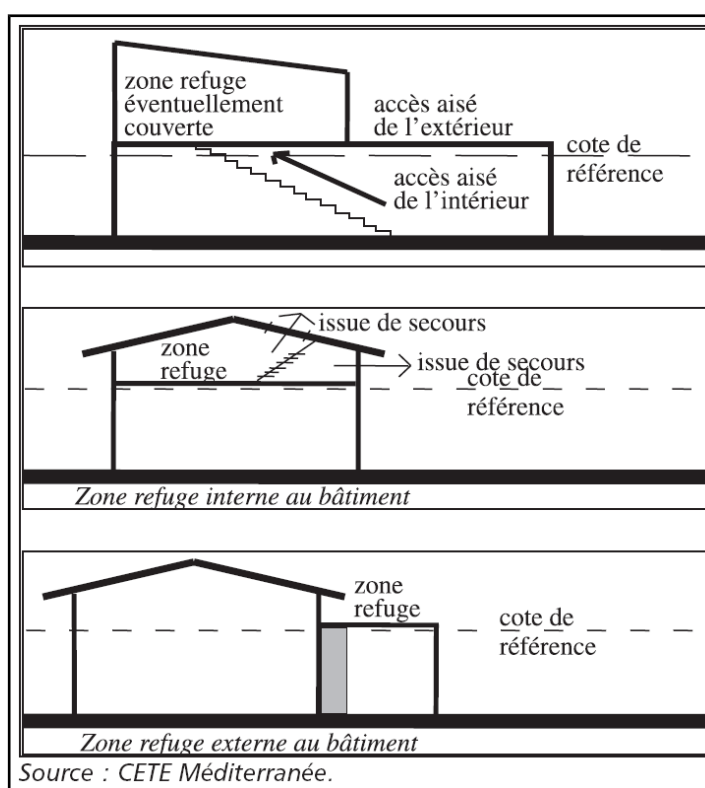 zone refuge
éventuellement
couverte
accès aisé
de l'extérieur
cote de
référence
accès aisé
de l'intérieur
issue de secours
zone
refuge
issue de secours
cote de
référence
Zone refuge interne au bâtiment
zone
refuge
cote de
référence
Zone refuge externe au bâtiment
Source : CETE Méditerranée.